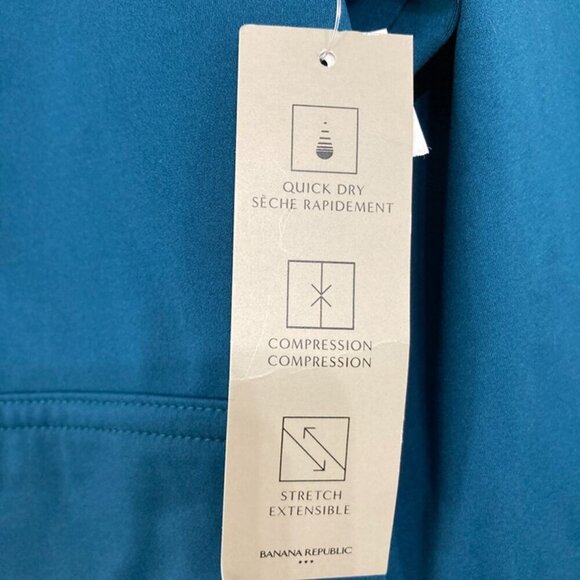 QUICK DRY
SÈCHE RAPIDEMENT
COMPRESSION
COMPRESSION
STRETCH
EXTENSIBLE
BANANA REPUBLIC